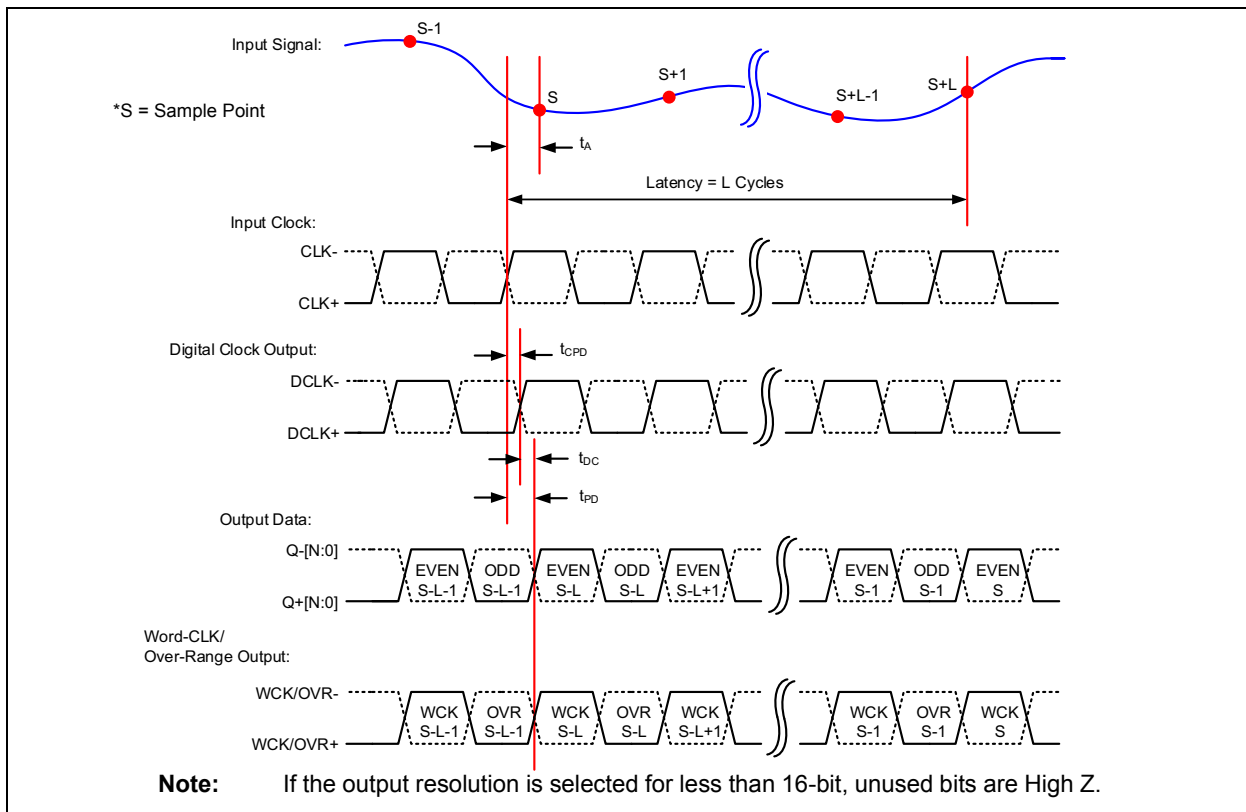 Input Signal:
S-1
*S = Sample Point
S
S+1
S+L-1
S+L
tA
Latency = L Cycles
Input Clock:
CLK-
CLK+
Digital Clock Output:
tCPD
DCLK-
DCLK+
tDC
tPD
Output Data:
Q-[N:0]
Q+[N:0]
EVEN ODD EVEN ODD EVEN EVEN ODD EVEN
S-L-1 S-L-1 S-L S-L S-L+1 S-1 S-1 S
Word-CLK/
Over-Range Output:
WCK/OVR-
WCK/OVR+
WCK OVR WCK OVR WCK WCK OVR WCK
S-L-1 S-L-1 S-L S-L S-L+1 S-1 S-1 S
Note: If the output resolution is selected for less than 16-bit, unused bits are High Z.